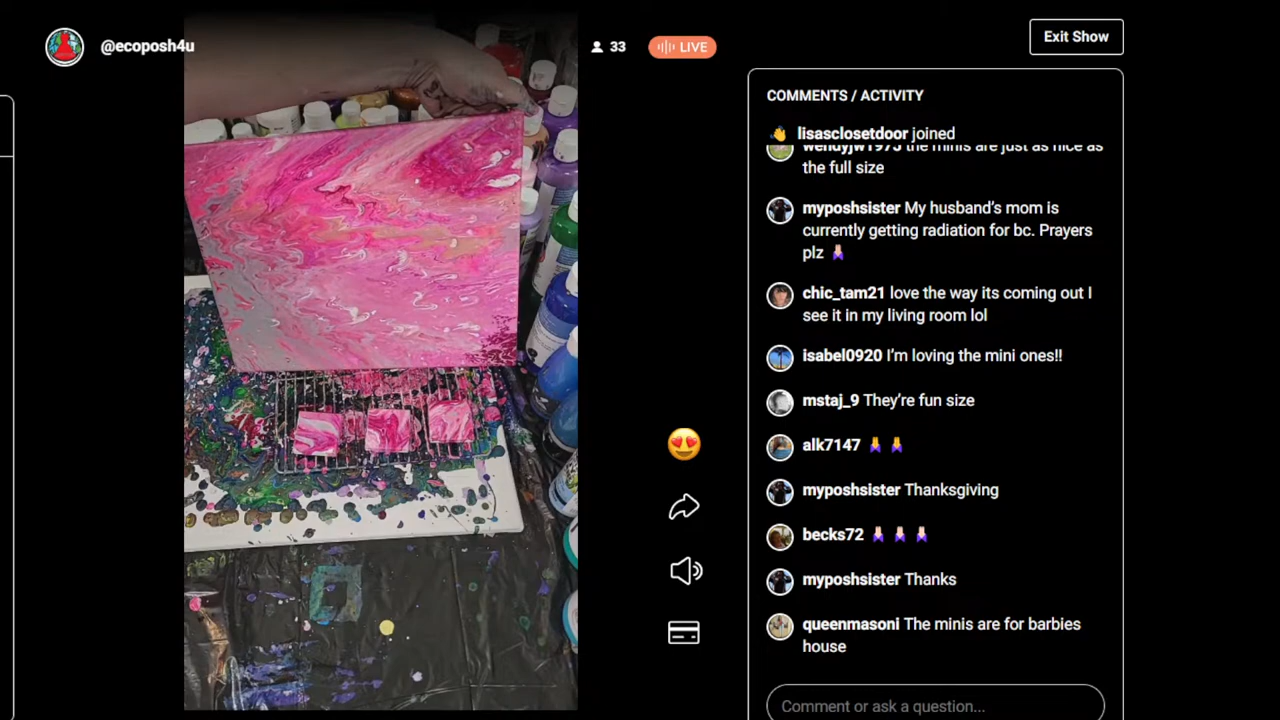 @ecoposh4u
33
LIVE
Exit Show
COMMENTS / ACTIVITY
lisasclosetdoor joined
wendyjw1973 the minis are just as nice as
the full size
myposhsister My husband's mom is
currently getting radiation for bc. Prayers
plz
chic_tam21 love the way its coming out I
see it in my living room lol
isabel0920 I'm loving the mini ones!!
mstaj_9 They're fun size
alk7147
myposhsister Thanksgiving
becks72
myposhsister Thanks
queenmasoni The minis are for barbies
house
Comment or ask a question...